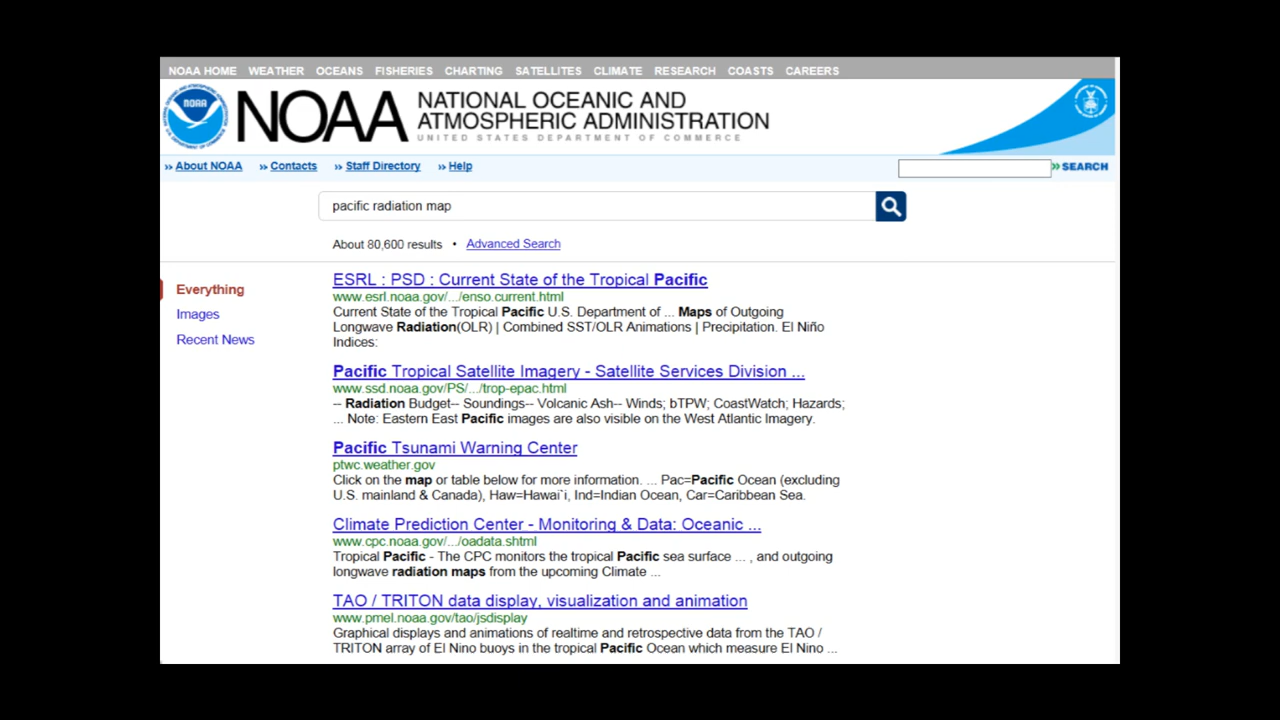 NOAA HOME WEATHER OCEANS FISHERIES CHARTING SATELLITES CLIMATE RESEARCH COASTS CAREERS
NOAA
NOAA
NATIONAL OCEANIC AND
ATMOSPHERIC ADMINISTRATION
UNITED STATES DEPARTMENT OF COMMERCE
›› About NOAA ›› Contacts ›› Staff Directory ›› Help
›› SEARCH
pacific radiation map
About 80,600 results • Advanced Search
Everything
Images
Recent News
ESRL : PSD : Current State of the Tropical Pacific
www.esrl.noaa.gov/.../enso.current.html
Current State of the Tropical Pacific U.S. Department of ... Maps of Outgoing
Longwave Radiation(OLR) | Combined SST/OLR Animations | Precipitation. El Niño
Indices:
Pacific Tropical Satellite Imagery - Satellite Services Division ...
www.ssd.noaa.gov/PS/.../trop-epac.html
-- Radiation Budget-- Soundings-- Volcanic Ash-- Winds; bTPW; CoastWatch; Hazards;
... Note: Eastern East Pacific images are also visible on the West Atlantic Imagery.
Pacific Tsunami Warning Center
ptwc.weather.gov
Click on the map or table below for more information. ... Pac=Pacific Ocean (excluding
U.S. mainland & Canada), Haw=Hawai`i, Ind=Indian Ocean, Car=Caribbean Sea.
Climate Prediction Center - Monitoring & Data: Oceanic ...
www.cpc.noaa.gov/.../oadata.shtml
Tropical Pacific - The CPC monitors the tropical Pacific sea surface ... , and outgoing
longwave radiation maps from the upcoming Climate ...
TAO / TRITON data display, visualization and animation
www.pmel.noaa.gov/tao/jsdisplay
Graphical displays and animations of realtime and retrospective data from the TAO /
TRITON array of El Nino buoys in the tropical Pacific Ocean which measure El Nino ...